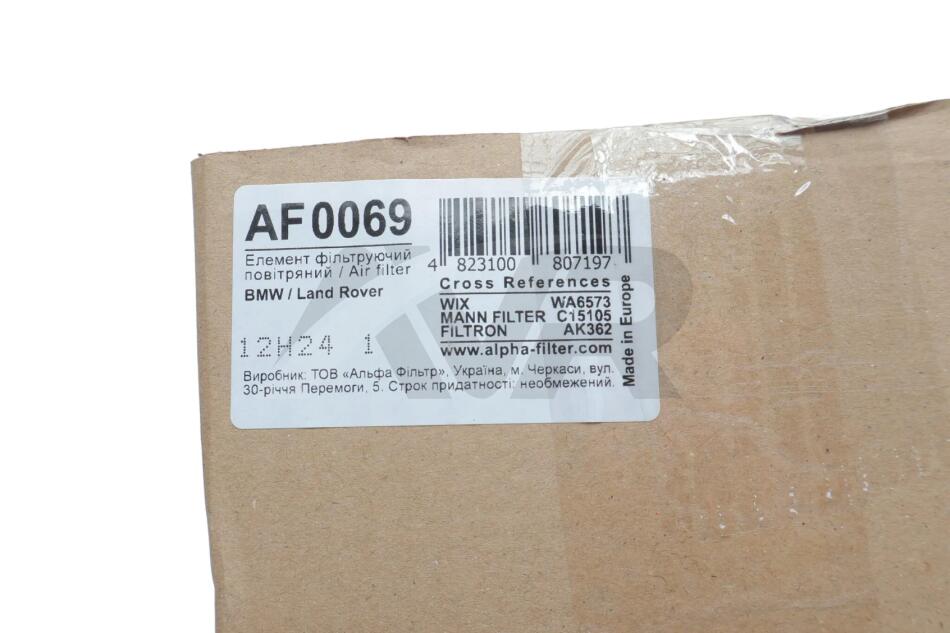 AF0069
Елемент фільтруючий
повітряний / Air filter
BMW / Land Rover
12H24 1
4 823100 807197
Cross References
WIX WA6573
MANN FILTER C15105
FILTRON AK362
www.alpha-filter.com
Made in Europe
Виробник: ТОВ «Альфа Фільтр», Україна, м. Черкаси, вул.
30-річчя Перемоги, 5. Строк придатності: необмежений.
KVR